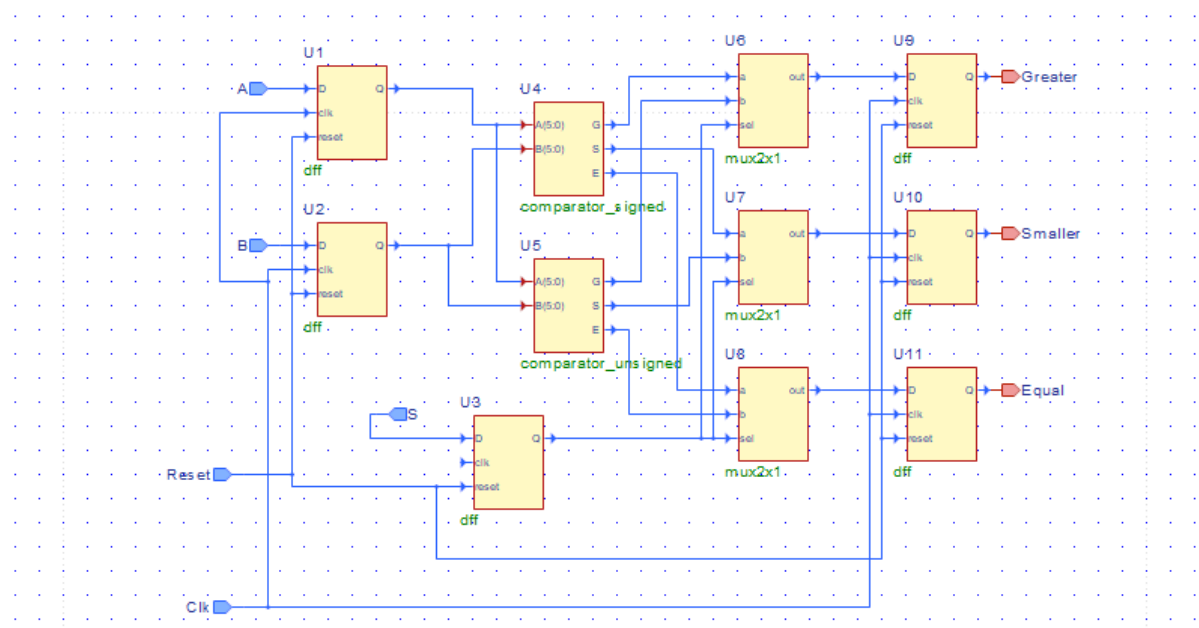 U1
A
D Q
clk
reset
dff
U2
B
D Q
clk
reset
dff
U3
S
D Q
clk
reset
dff
Reset
Clk
U4
A(5:0) G
B(5:0) S
E
comparator_signed
U5
A(5:0) G
B(5:0) S
E
comparator_unsigned
U6
a out
b
sel
mux2x1
U7
a out
b
sel
mux2x1
U8
a out
b
sel
mux2x1
U9
D Q
clk
reset
dff
Greater
U10
D Q
clk
reset
dff
Smaller
U11
D Q
clk
reset
dff
Equal